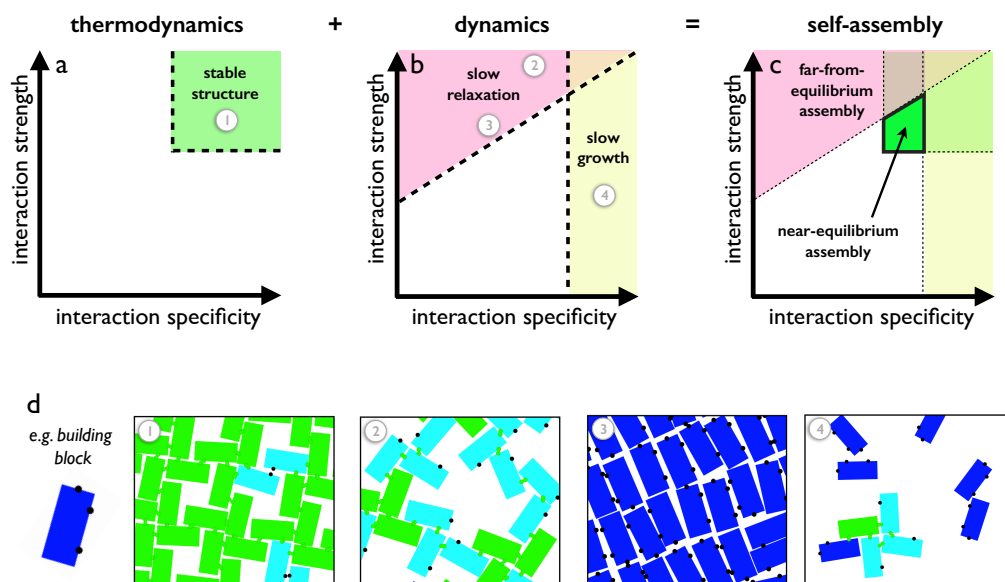 thermodynamics + dynamics = self-assembly
a
stable
structure
1
interaction strength
interaction specificity
b
2
slow
relaxation
3
slow
growth
4
interaction strength
interaction specificity
c
far-from-
equilibrium
assembly
near-equilibrium
assembly
interaction strength
interaction specificity
d
e.g. building
block
1
2
3
4